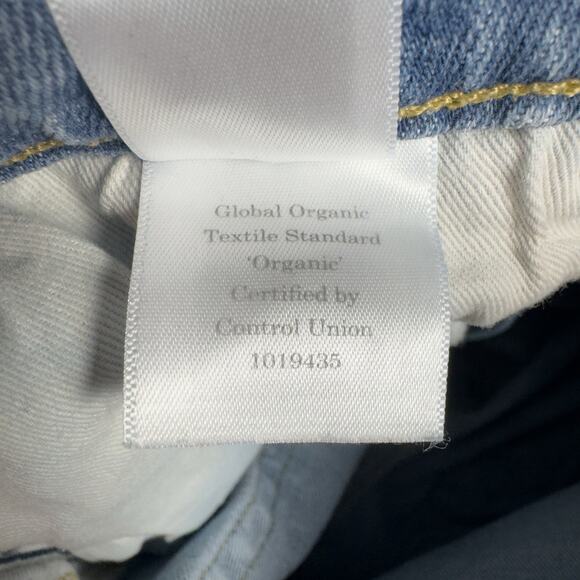 Global Organic
Textile Standard
‘Organic’
Certified by
Control Union
1019435